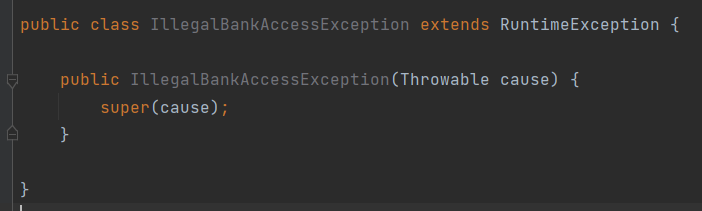 public class IllegalBankAccessException extends RuntimeException {
public IllegalBankAccessException(Throwable cause) {
super(cause);
}
}